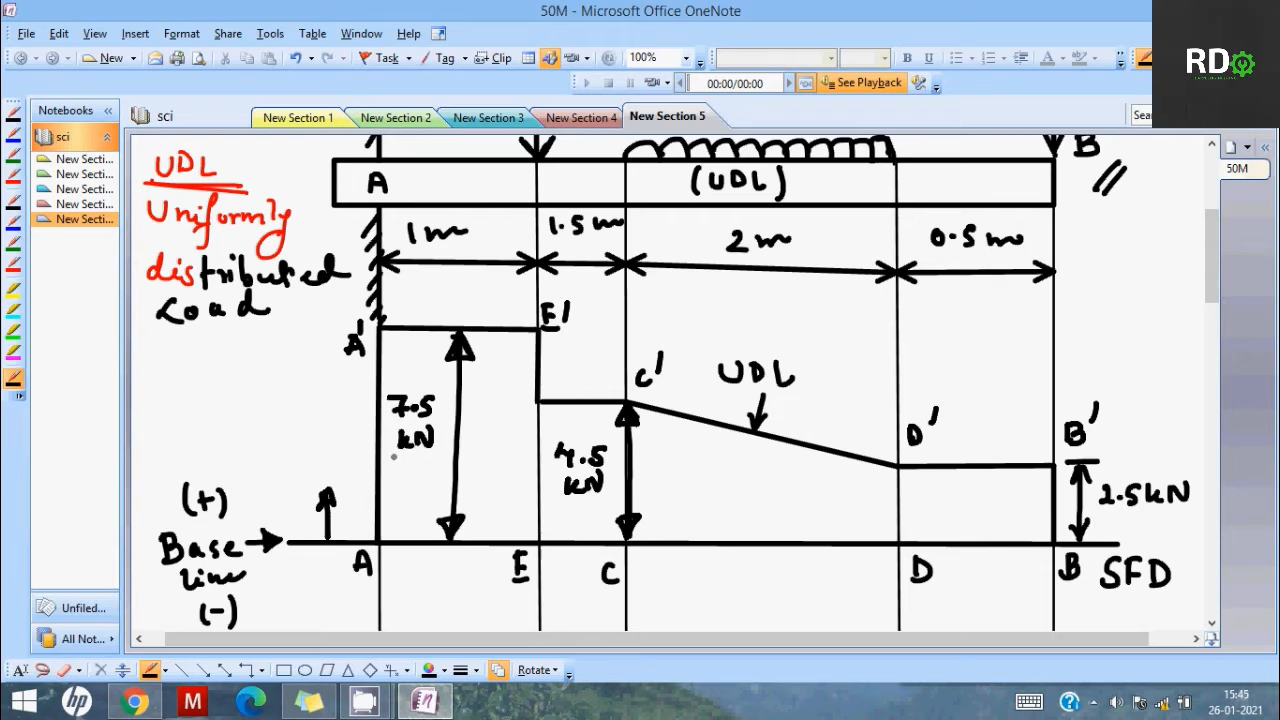 50M - Microsoft Office OneNote
RD
File Edit View Insert Format Share Tools Table Window Help
New Task Tag Clip 100% B U A
00:00/00:00 See Playback
Notebooks « sci New Section 1 New Section 2 New Section 3 New Section 4 New Section 5 Sea
sci
New Secti...
New Secti...
New Secti...
New Secti...
New Secti...
50M
UDL
Uniformly
distributed
Load
A (UDL) B
1m 1.5m 2m 0.5m
A' E' C' UDL D' B'
7.5
kN
4.5
kN
2.5kN
(+)
Base
line
(-)
A E C D B SFD
Unfiled...
All Not...
Rotate
15:45
26-01-2021